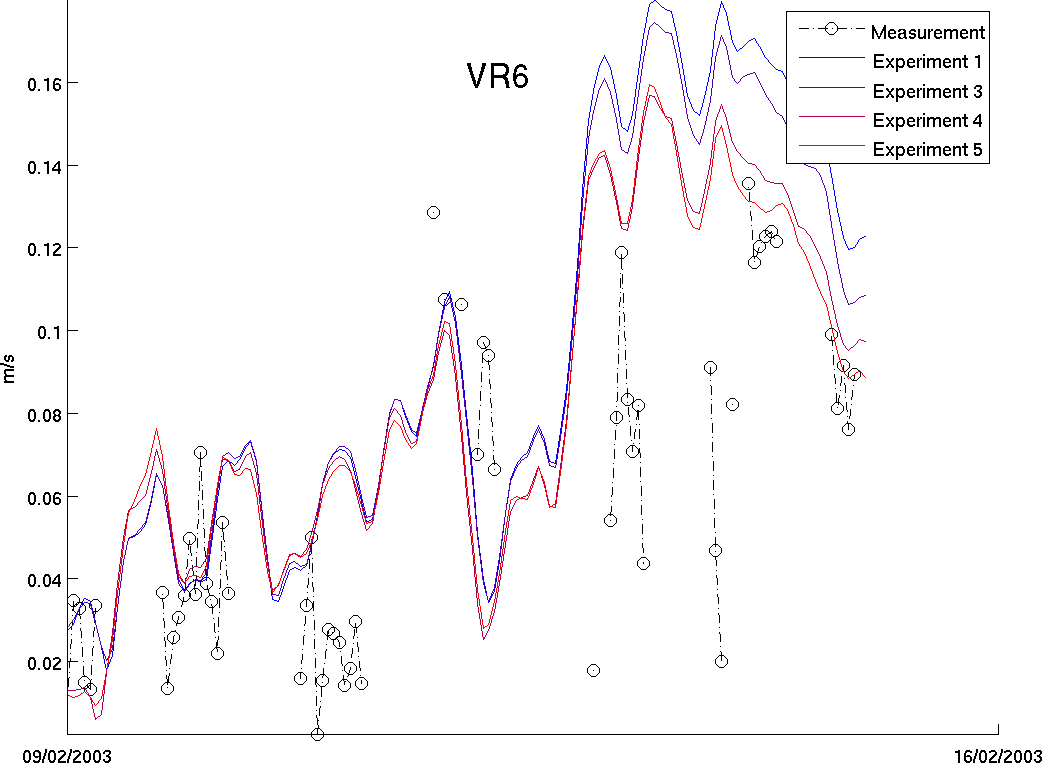 VR6
Measurement
Experiment 1
Experiment 3
Experiment 4
Experiment 5
0.16
0.14
0.12
0.1
0.08
0.06
0.04
0.02
m/s
09/02/2003
16/02/2003